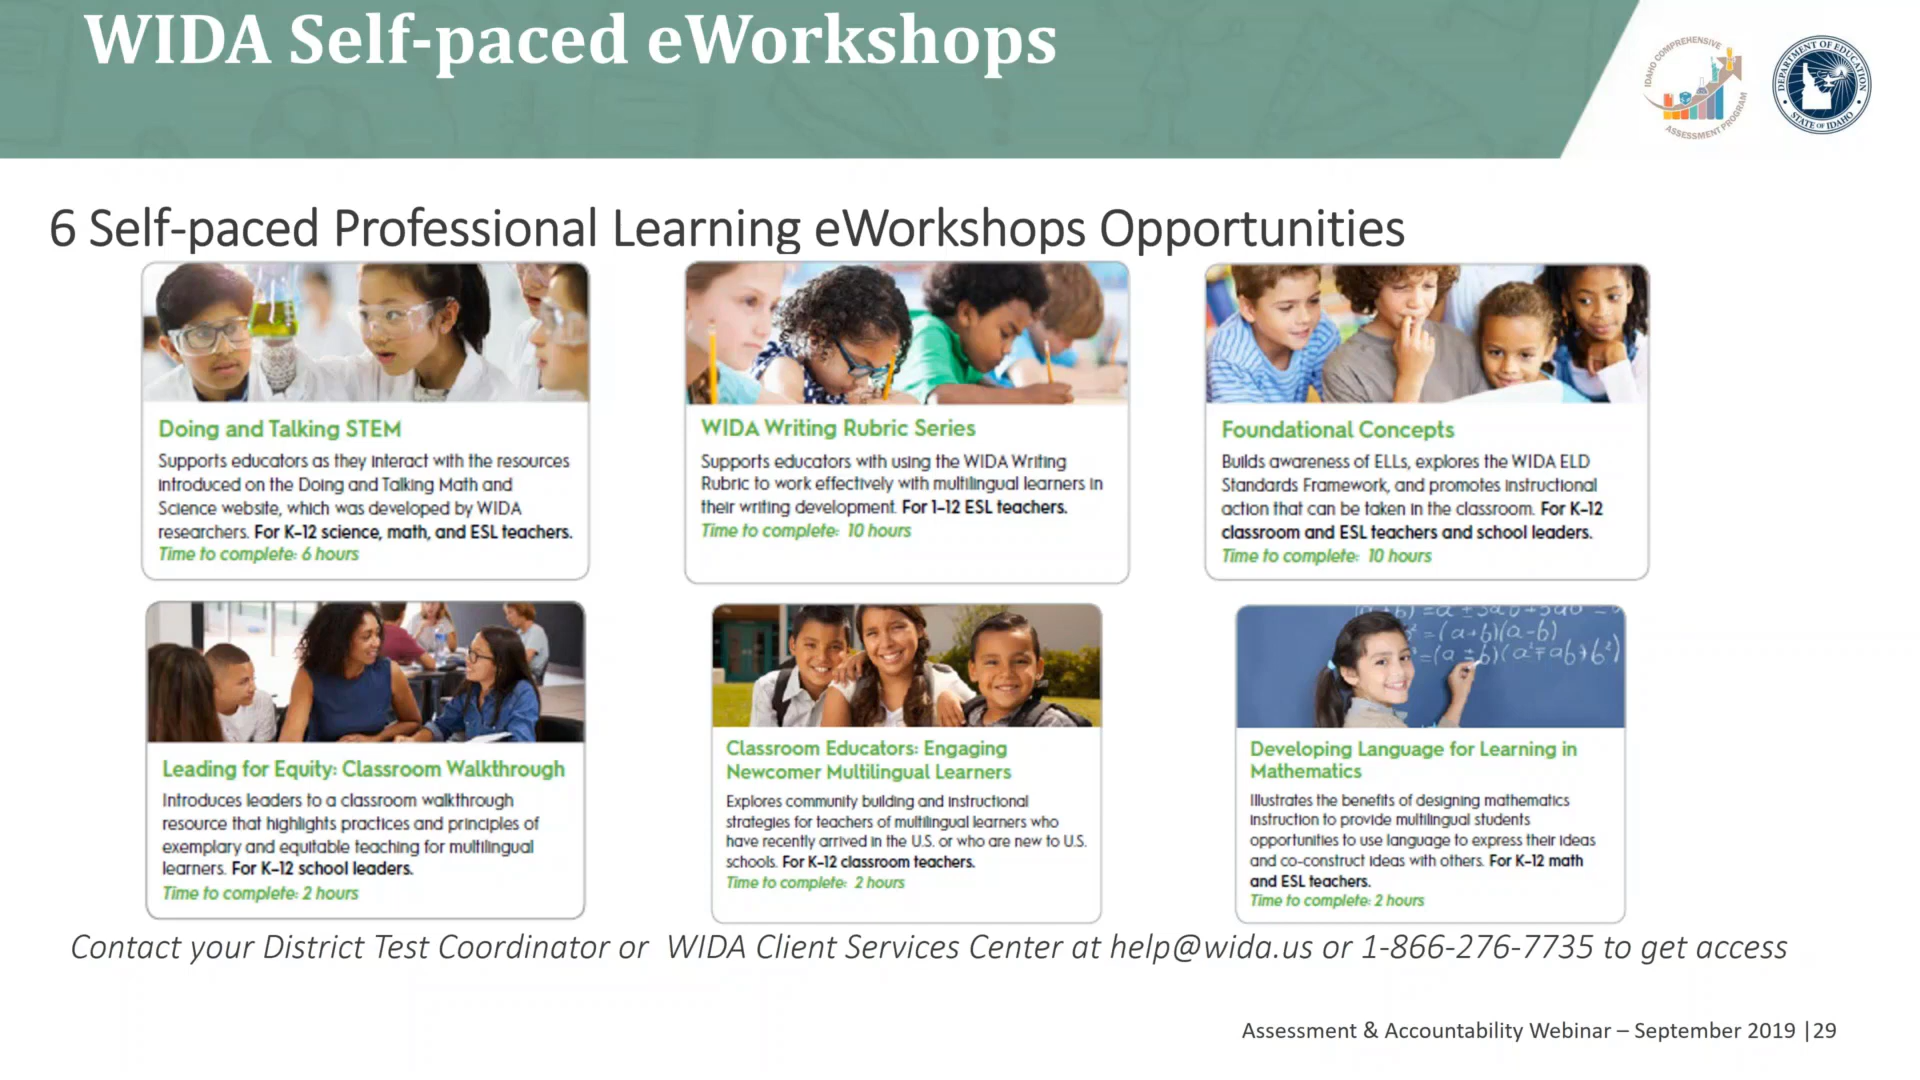 WIDA Self-paced eWorkshops
IDAHO COMPREHENSIVE
ASSESSMENT PROGRAM
DEPARTMENT OF EDUCATION
STATE OF IDAHO
6 Self-paced Professional Learning eWorkshops Opportunities
Doing and Talking STEM
Supports educators as they interact with the resources
introduced on the Doing and Talking Math and
Science website, which was developed by WIDA
researchers. For K-12 science, math, and ESL teachers.
Time to complete: 6 hours
WIDA Writing Rubric Series
Supports educators with using the WIDA Writing
Rubric to work effectively with multilingual learners in
their writing development. For 1-12 ESL teachers.
Time to complete: 10 hours
Foundational Concepts
Builds awareness of ELLs, explores the WIDA ELD
Standards Framework, and promotes instructional
action that can be taken in the classroom. For K-12
classroom and ESL teachers and school leaders.
Time to complete: 10 hours
Leading for Equity: Classroom Walkthrough
Introduces leaders to a classroom walkthrough
resource that highlights practices and principles of
exemplary and equitable teaching for multilingual
learners. For K-12 school leaders.
Time to complete: 2 hours
Classroom Educators: Engaging
Newcomer Multilingual Learners
Explores community building and instructional
strategies for teachers of multilingual learners who
have recently arrived in the U.S. or who are new to U.S.
schools. For K-12 classroom teachers.
Time to complete: 2 hours
=(a+b)(a-b)
Developing Language for Learning in
Mathematics
Illustrates the benefits of designing mathematics
instruction to provide multilingual students
opportunities to use language to express their ideas
and co-construct ideas with others. For K-12 math
and ESL teachers.
Time to complete: 2 hours
Contact your District Test Coordinator or WIDA Client Services Center at help@wida.us or 1-866-276-7735 to get access
Assessment & Accountability Webinar – September 2019 |29